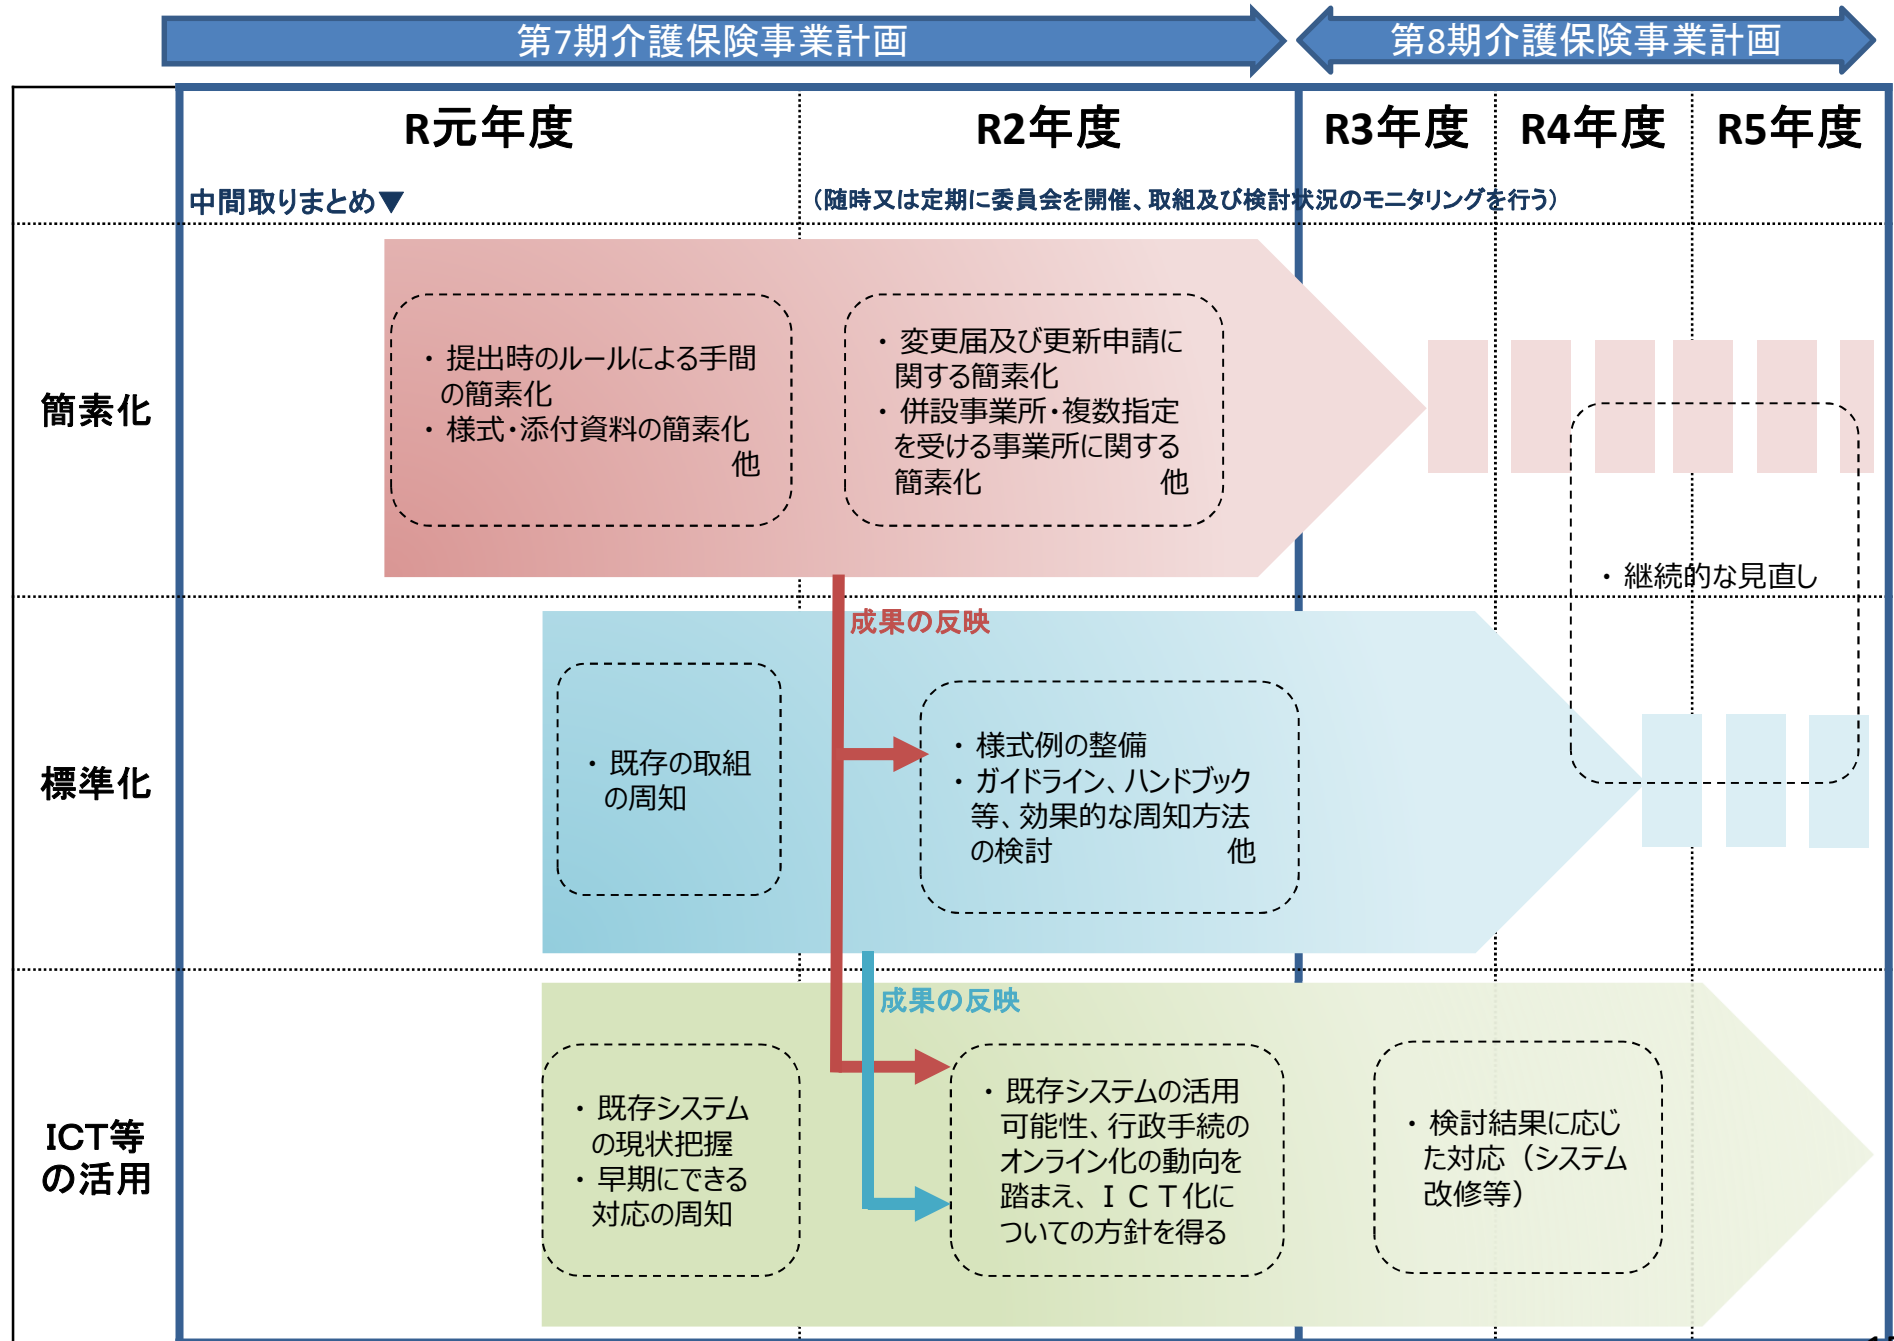 第7期介護保険事業計画
第8期介護保険事業計画
R元年度
R2年度
R3年度
R4年度
R5年度
中間取りまとめ▼
（随時又は定期に委員会を開催、取組及び検討状況のモニタリングを行う）
簡素化
・提出時のルールによる手間
の簡素化
・様式・添付資料の簡素化
他
・変更届及び更新申請に
関する簡素化
・併設事業所・複数指定
を受ける事業所に関する
簡素化　他
・継続的な見直し
成果の反映
標準化
・既存の取組
の周知
・様式例の整備
・ガイドライン、ハンドブック
等、効果的な周知方法
の検討　他
成果の反映
ICT等
の活用
・既存システム
の現状把握
・早期にできる
対応の周知
・既存システムの活用
可能性、行政手続の
オンライン化の動向を
踏まえ、ＩＣＴ化に
ついての方針を得る
・検討結果に応じ
た対応（システム
改修等）